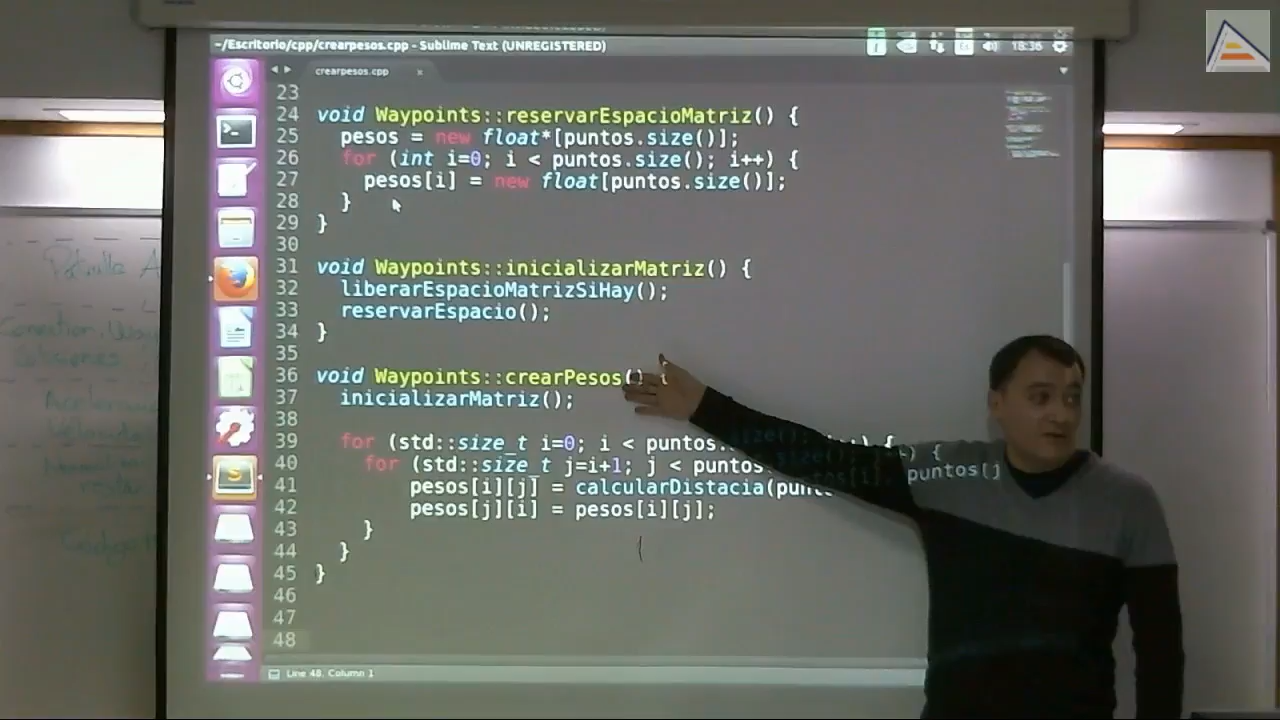 ~/Escritorio/cpp/crearpesos.cpp - Sublime Text (UNREGISTERED)
18:36
crearpesos.cpp
23
24 void Waypoints::reservarEspacioMatriz() {
25 pesos = new float*[puntos.size()];
26 for (int i=0; i < puntos.size(); i++) {
27 pesos[i] = new float[puntos.size()];
28 }
29 }
30
31 void Waypoints::inicializarMatriz() {
32 liberarEspacioMatrizSiHay();
33 reservarEspacio();
34 }
35
36 void Waypoints::crearPesos() {
37 inicializarMatriz();
38
39 for (std::size_t i=0; i < puntos.size(); i++) {
40 for (std::size_t j=i+1; j < puntos.size(); j++) {
41 pesos[i][j] = calcularDistacia(puntos[i], puntos(j
42 pesos[j][i] = pesos[i][j];
43 }
44 }
45 }
46
47
48
Line 48, Column 1